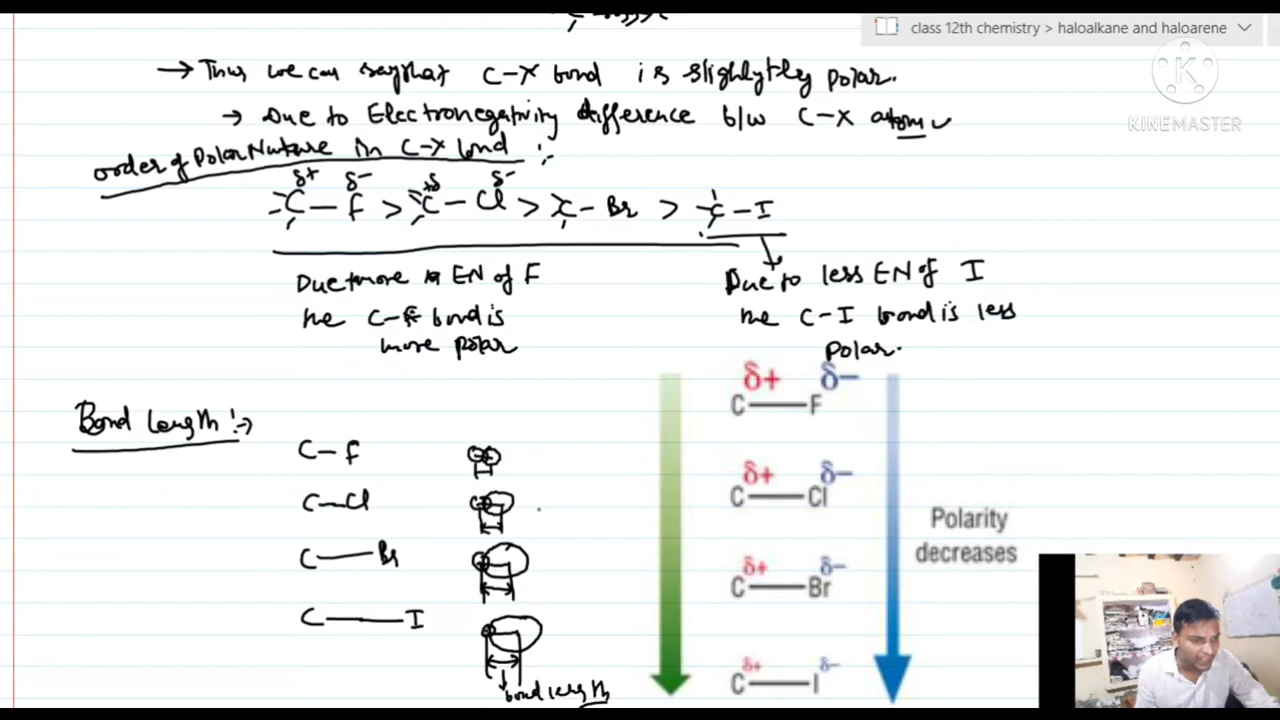 class 12th chemistry > haloalkane and haloarene
KINEMASTER
→ Thus we can say that C-X bond is slightly polar.
→ Due to Electronegativity difference b/w C-X atom
order of Polar Nature in C-X bond :-
δ+ δ- δ+ δ-
C - F > C - Cl > C - Br > C - I
Due to more EN of F
the C-F bond is
more polar
Due to less EN of I
the C-I bond is less
Polar.
Bond length :→
C-F
C-Cl
C-Br
C-I
bond length
δ+ δ-
C-F
δ+ δ-
C-Cl
δ+ δ-
C-Br
δ+ δ-
C-I
Polarity
decreases